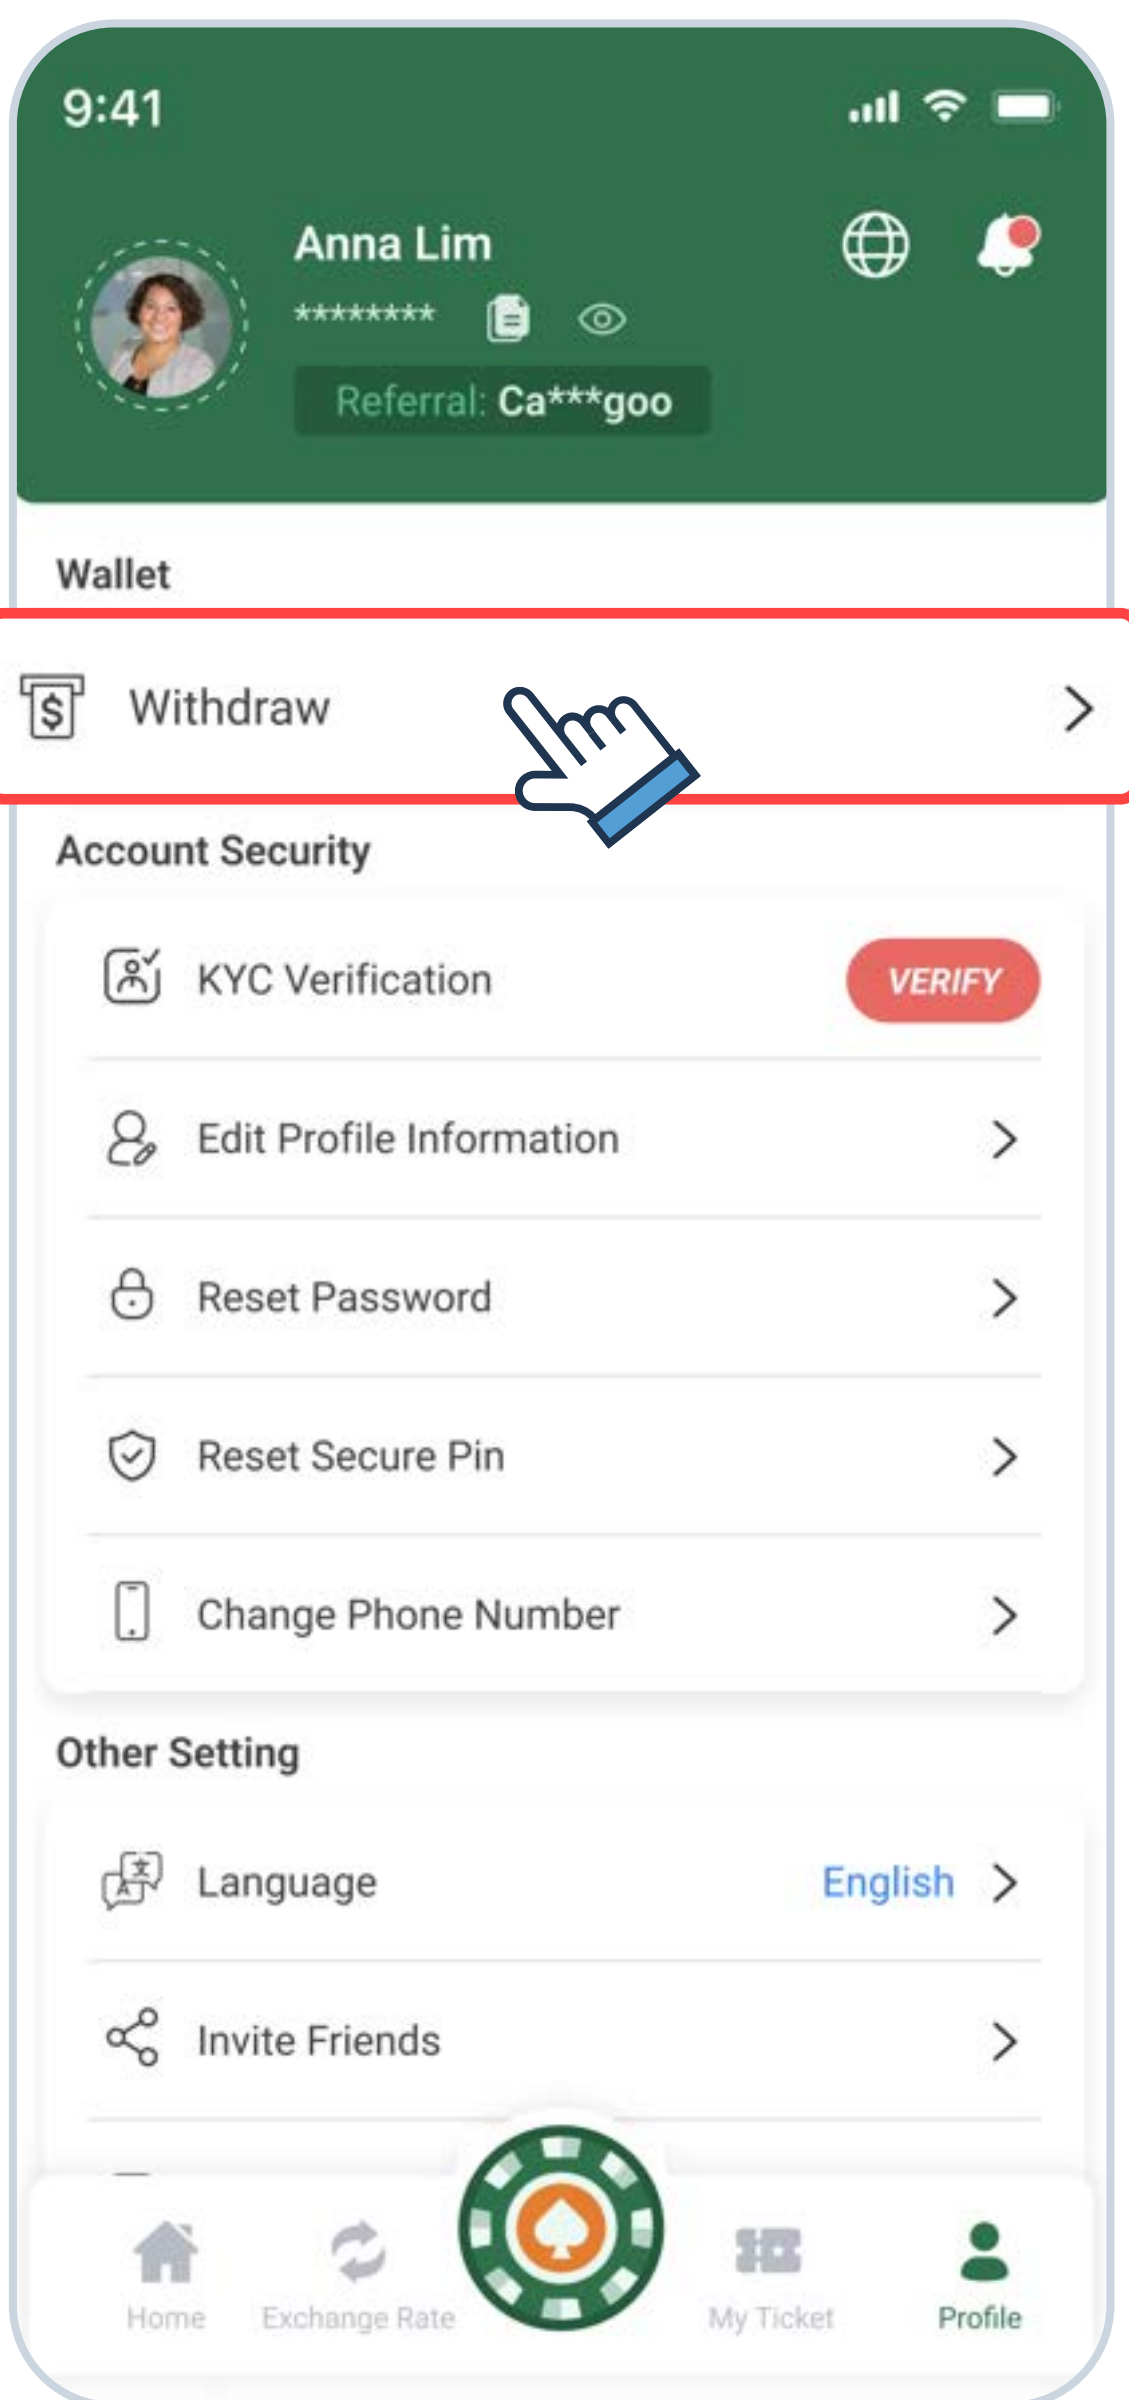 9:41
Anna Lim
********
Referral: Ca***goo
Wallet
Withdraw
Account Security
KYC Verification
VERIFY
Edit Profile Information
Reset Password
Reset Secure Pin
Change Phone Number
Other Setting
Language English
Invite Friends
Home Exchange Rate My Ticket Profile